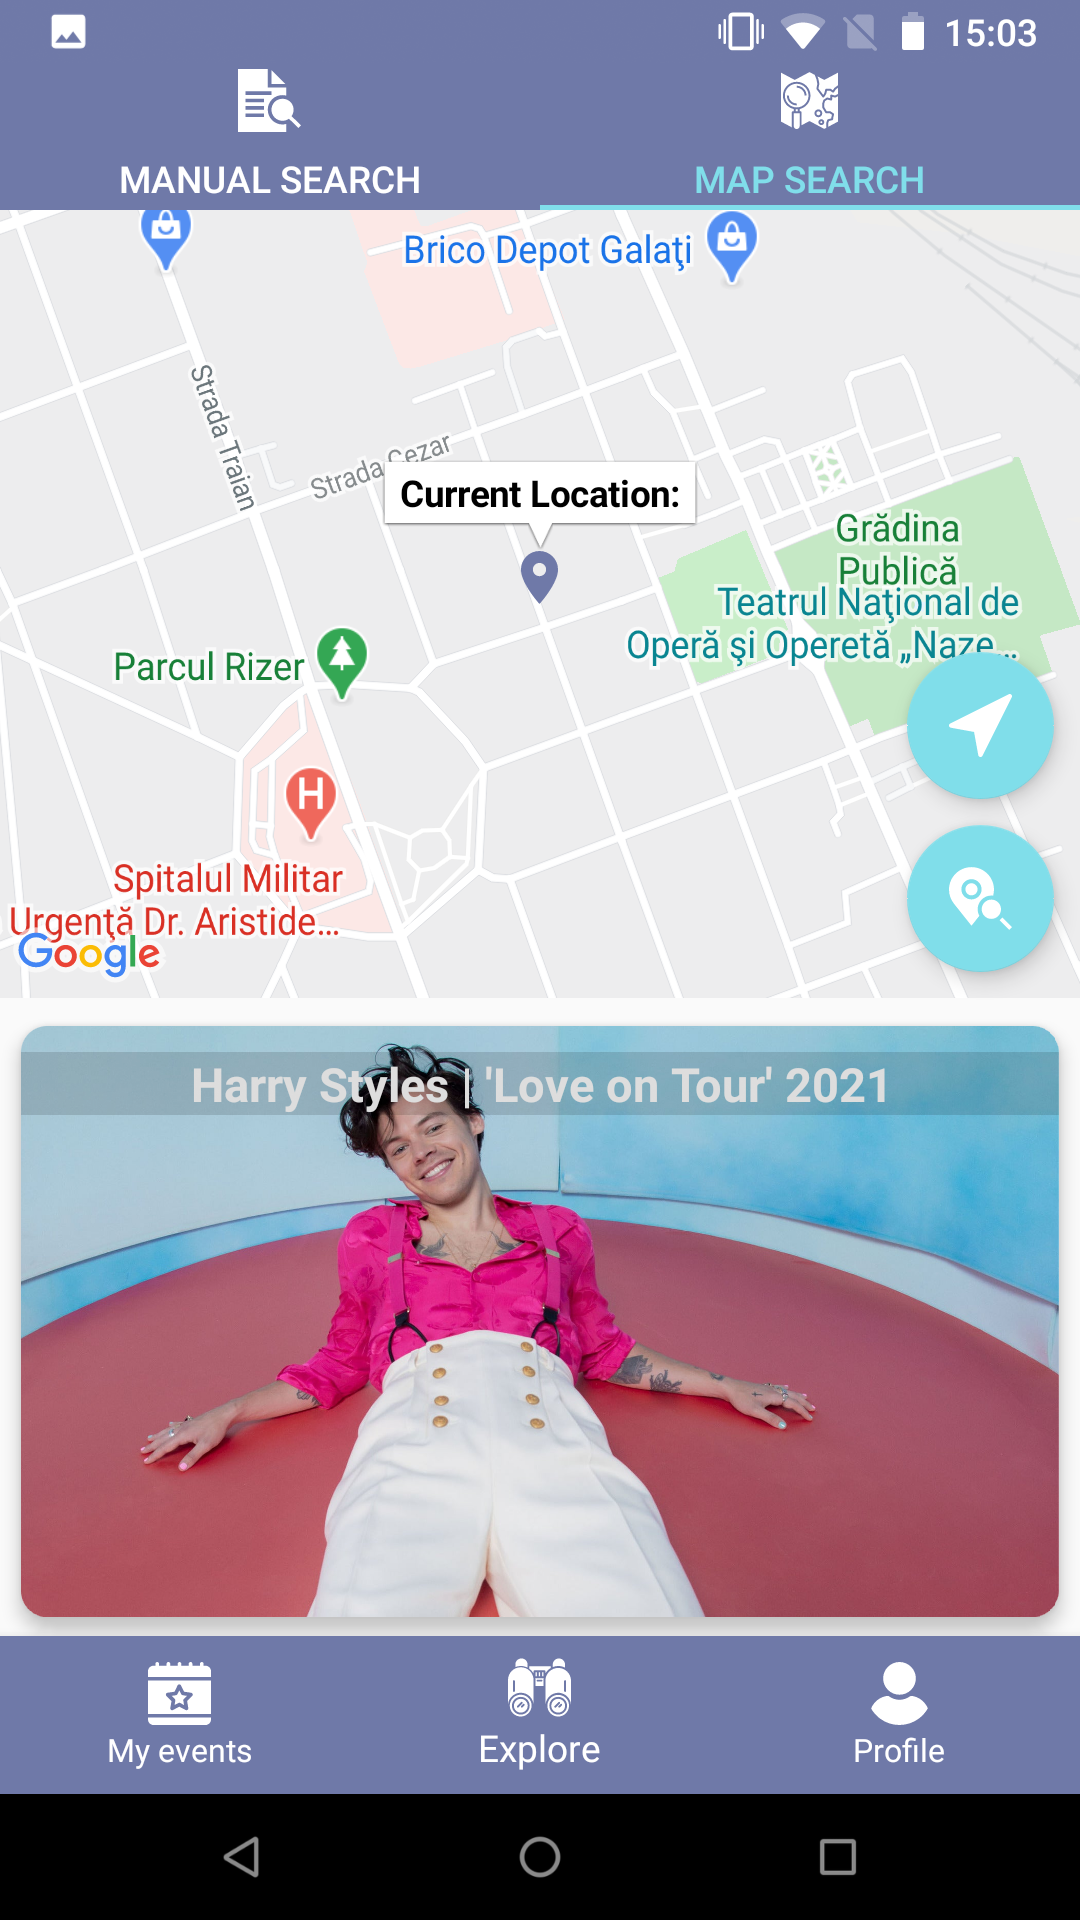 15:03
MANUAL SEARCH
MAP SEARCH
Brico Depot Galaţi
Strada Traian
Strada Cezar
Current Location:
Grădina
Publică
Teatrul Naţional de
Operă şi Operetă „Naze...
Parcul Rizer
H
Spitalul Militar
Urgenţă Dr. Aristide...
Google
Harry Styles | 'Love on Tour' 2021
My events
Explore
Profile